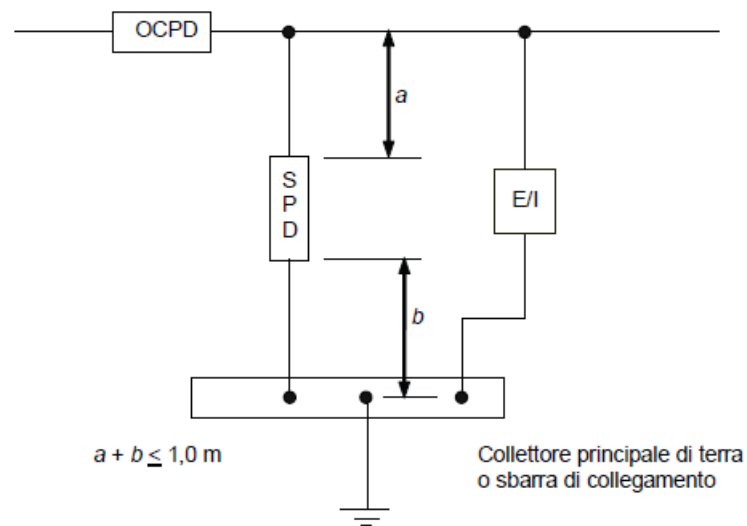 OCPD
a
S
P
D
E/I
b
a + b ≤ 1,0 m
Collettore principale di terra
o sbarra di collegamento